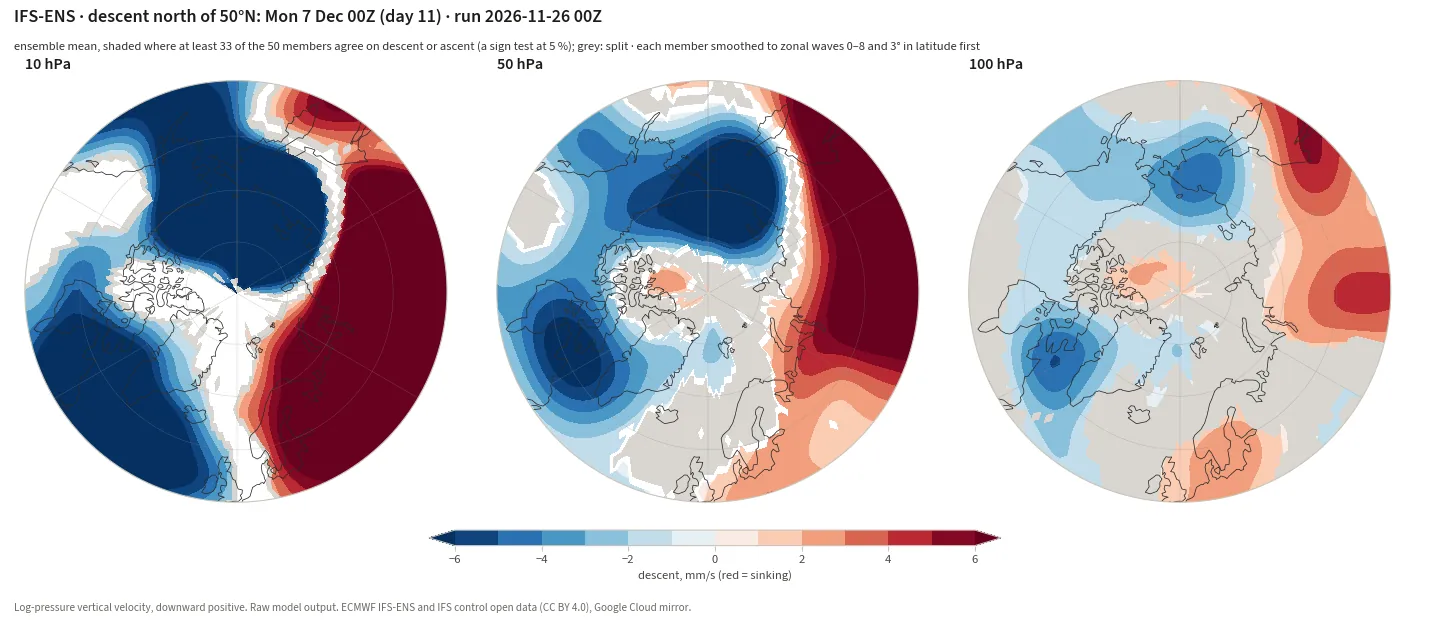 IFS-ENS · descent north of 50°N: Mon 7 Dec 00Z (day 11) · run 2026-11-26 00Z
ensemble mean, shaded where at least 33 of the 50 members agree on descent or ascent (a sign test at 5 %); grey: split · each member smoothed to zonal waves 0–8 and 3° in latitude first
10 hPa
50 hPa
100 hPa
−6 −4 −2 0 2 4 6
descent, mm/s (red = sinking)
Log-pressure vertical velocity, downward positive. Raw model output. ECMWF IFS-ENS and IFS control open data (CC BY 4.0), Google Cloud mirror.